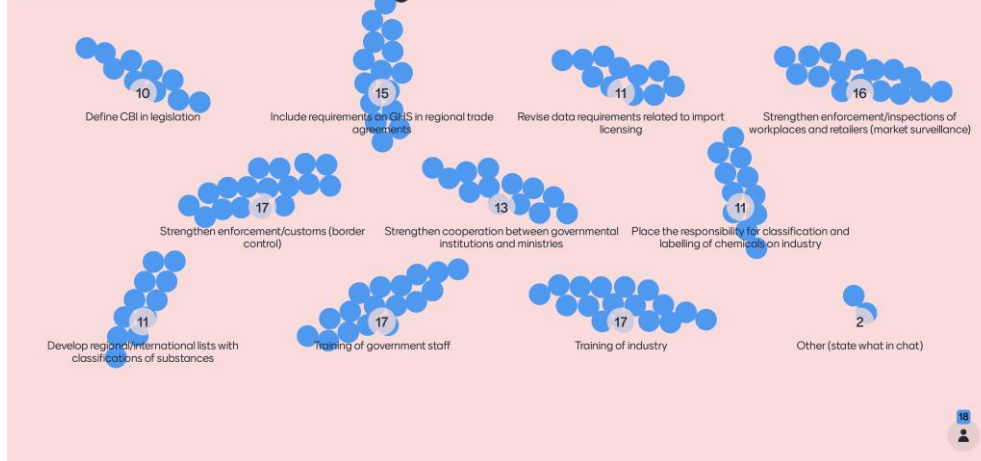 10
Define CBI in legislation
15
Include requirements on GHS in regional trade
agreements
11
Revise data requirements related to import
licensing
16
Strengthen enforcement/inspections of
workplaces and retailers (market surveillance)
17
Strengthen enforcement/customs (border
control)
13
Strengthen cooperation between governmental
institutions and ministries
11
Place the responsibility for classification and
labelling of chemicals on industry
11
Develop regional/international lists with
classifications of substances
17
Training of government staff
17
Training of industry
2
Other (state what in chat)
18